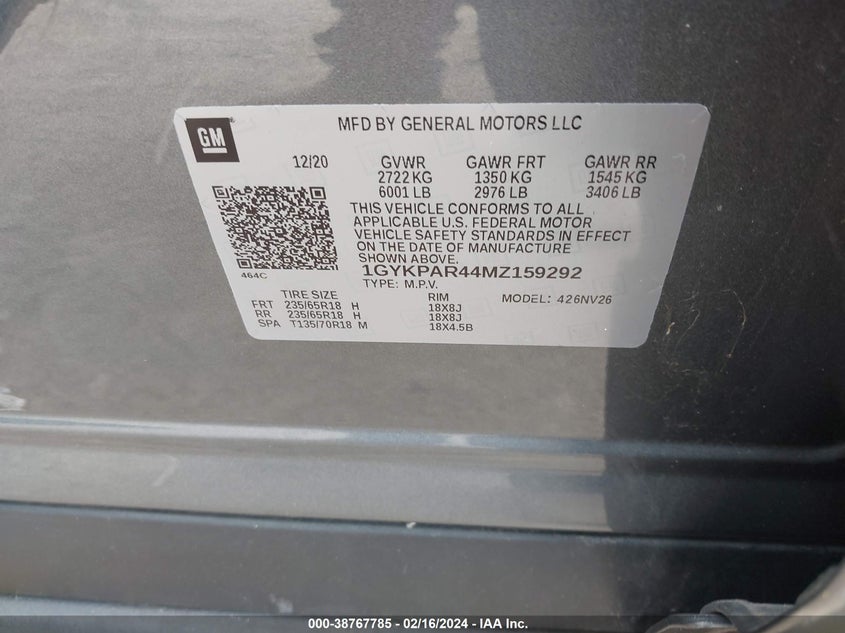 GM
MFD BY GENERAL MOTORS LLC
12/20 GVWR GAWR FRT GAWR RR
2722 KG 1350 KG 1545 KG
6001 LB 2976 LB 3406 LB
THIS VEHICLE CONFORMS TO ALL
APPLICABLE U.S. FEDERAL MOTOR
VEHICLE SAFETY STANDARDS IN EFFECT
ON THE DATE OF MANUFACTURE
SHOWN ABOVE.
464C
1GYKPAR44MZ159292
TYPE: M.P.V.
TIRE SIZE RIM MODEL: 426NV26
FRT 235/65R18 H 18X8J
RR 235/65R18 H 18X8J
SPA T135/70R18 M 18X4.5B
000-38767785 - 02/16/2024 - IAA Inc.